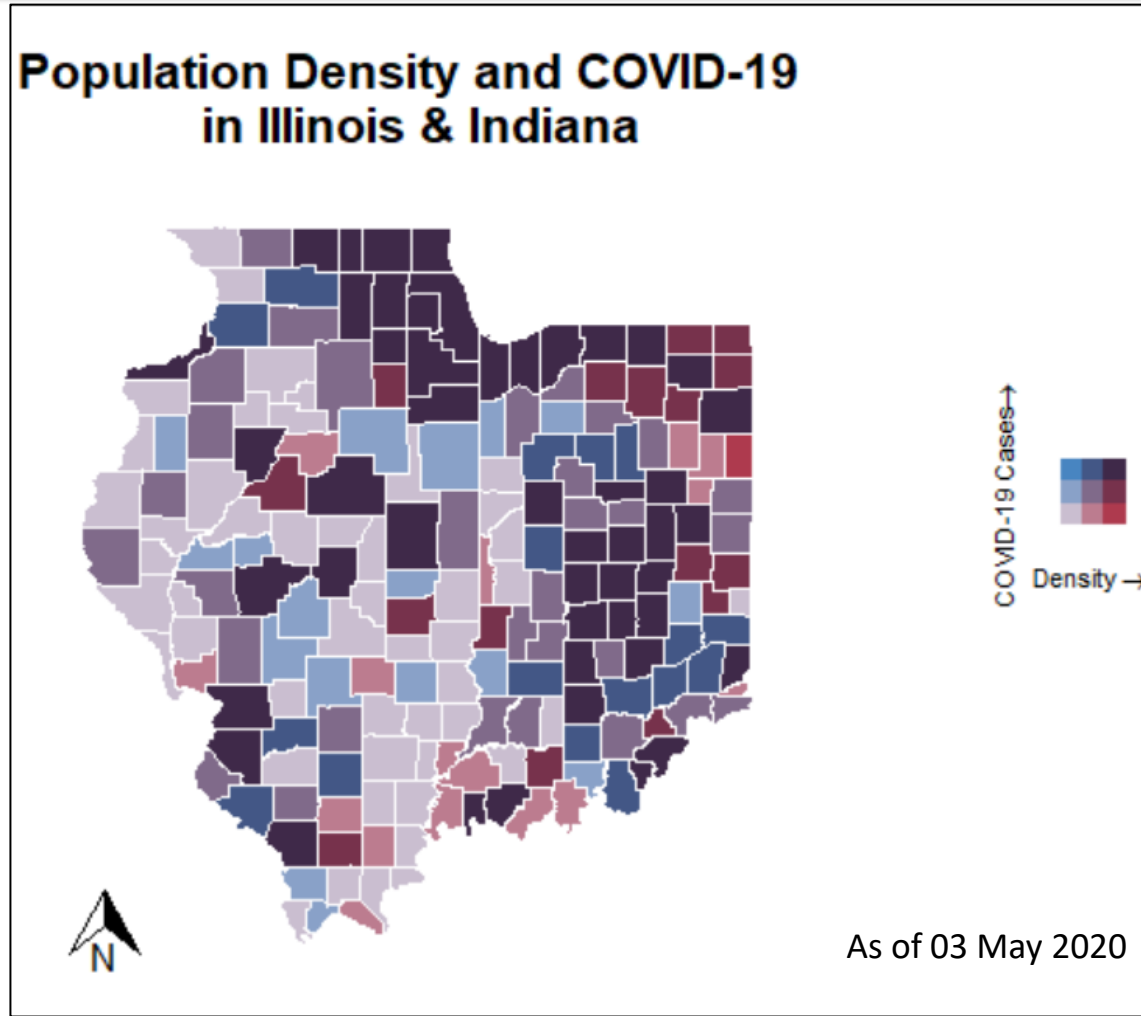 Population Density and COVID-19
in Illinois & Indiana
COVID-19 Cases→
Density →
N
As of 03 May 2020